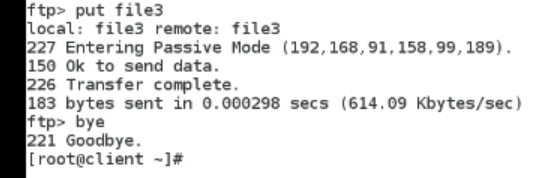 ftp> put file3
local: file3 remote: file3
227 Entering Passive Mode (192,168,91,158,99,189).
150 Ok to send data.
226 Transfer complete.
183 bytes sent in 0.000298 secs (614.09 Kbytes/sec)
ftp> bye
221 Goodbye.
[root@client ~]#